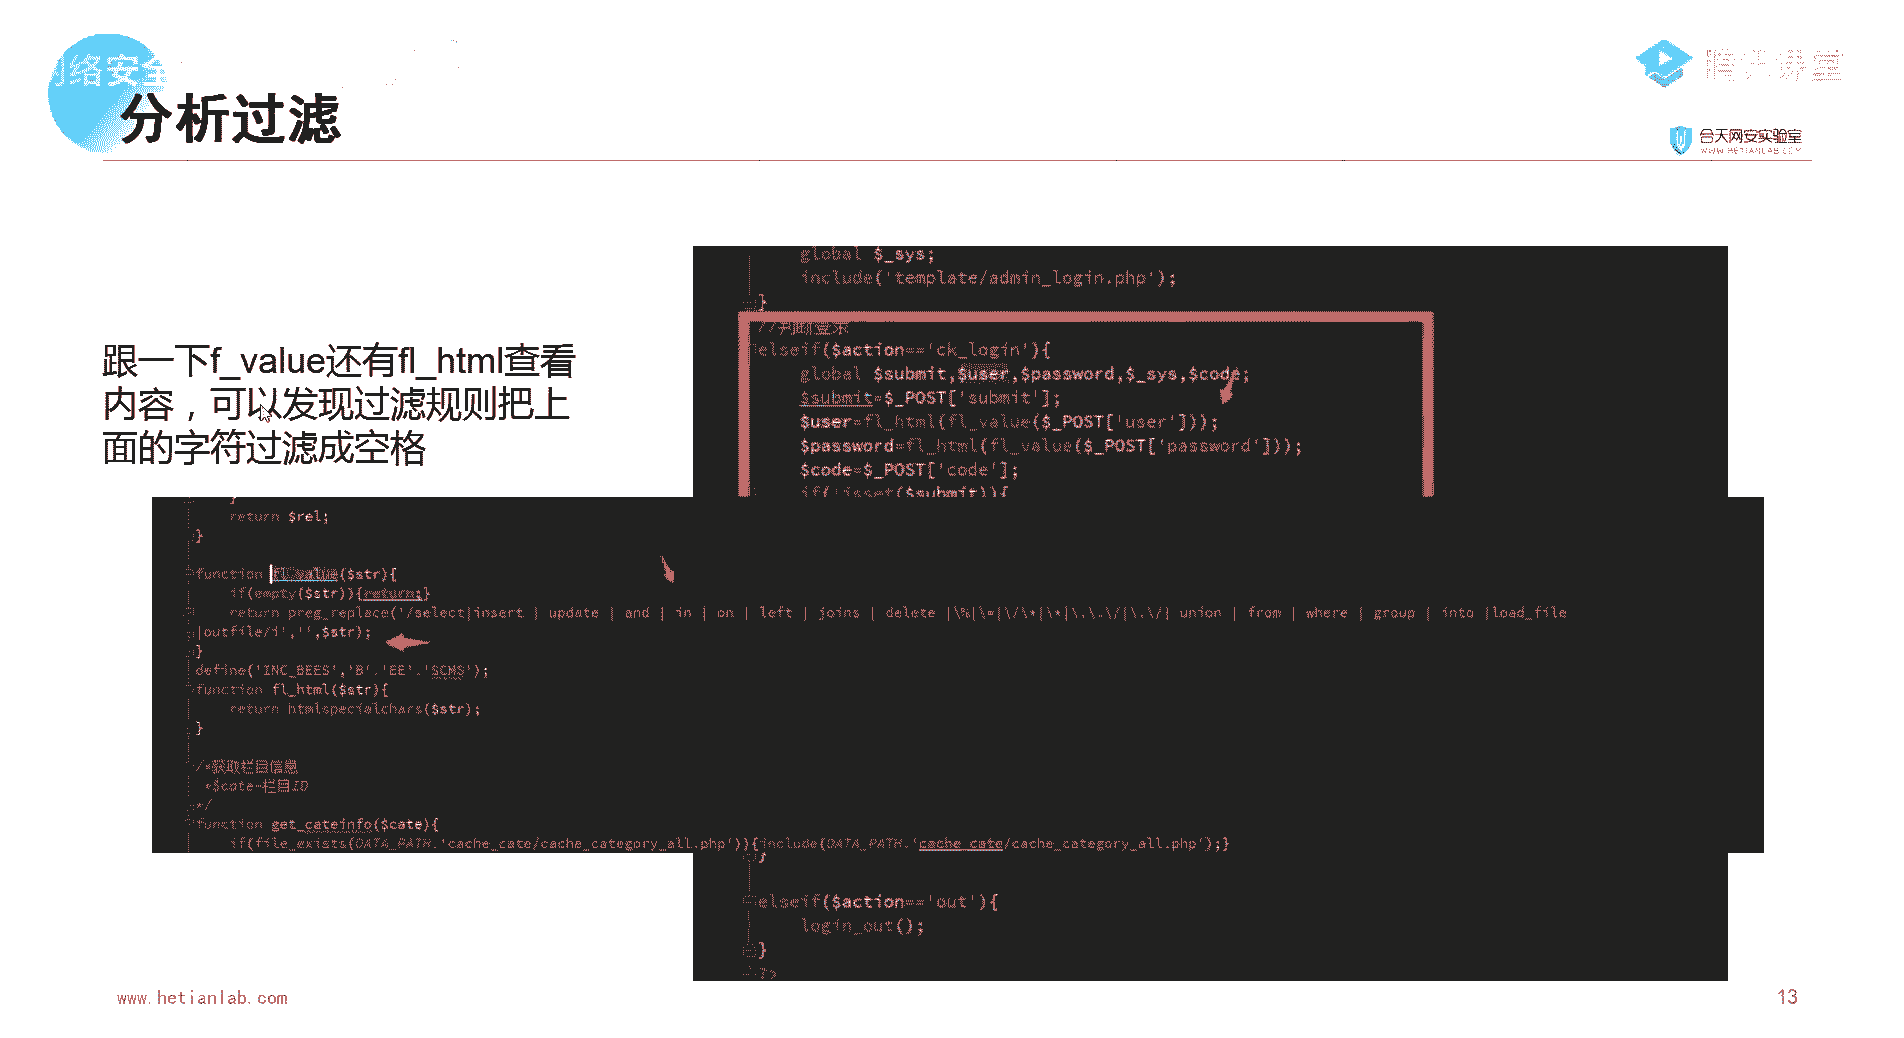 网络安全
分析过滤
合天网安实验室
WWW.HETIANLAB.COM
跟一下f_value还有fl_html查看
内容，可以发现过滤规则把上
面的字符过滤成空格
global $_sys;
include('template/admin_login.php');
}
elseif($action=='ck_login'){
global $submit,$user,$password,$_sys,$code;
$submit=$_POST['submit'];
$user=fl_html(fl_value($_POST['user']));
$password=fl_html(fl_value($_POST['password']));
$code=$_POST['code'];
if(!isset($submit)){
}
return $rel;
}
function fl_value($str){
if(empty($str)){return;}
return preg_replace('/select|insert | update | and | in | on | left | joins | delete |\%|\=|\/\*|\*|\.\.\/|\.\/| union | from | where | group | into |load_file
|outfile/i','',$str);
}
define('INC_BEES','B'.'EE'.'SCMS');
function fl_html($str){
return htmlspecialchars($str);
}
/*获取栏目信息
*$cate-栏目ID
*/
function get_cateinfo($cate){
if(file_exists(DATA_PATH.'cache_cate/cache_category_all.php')){include(DATA_PATH.'cache_cate/cache_category_all.php');}
}
elseif($action=='out'){
login_out();
}
?>
www.hetianlab.com
13